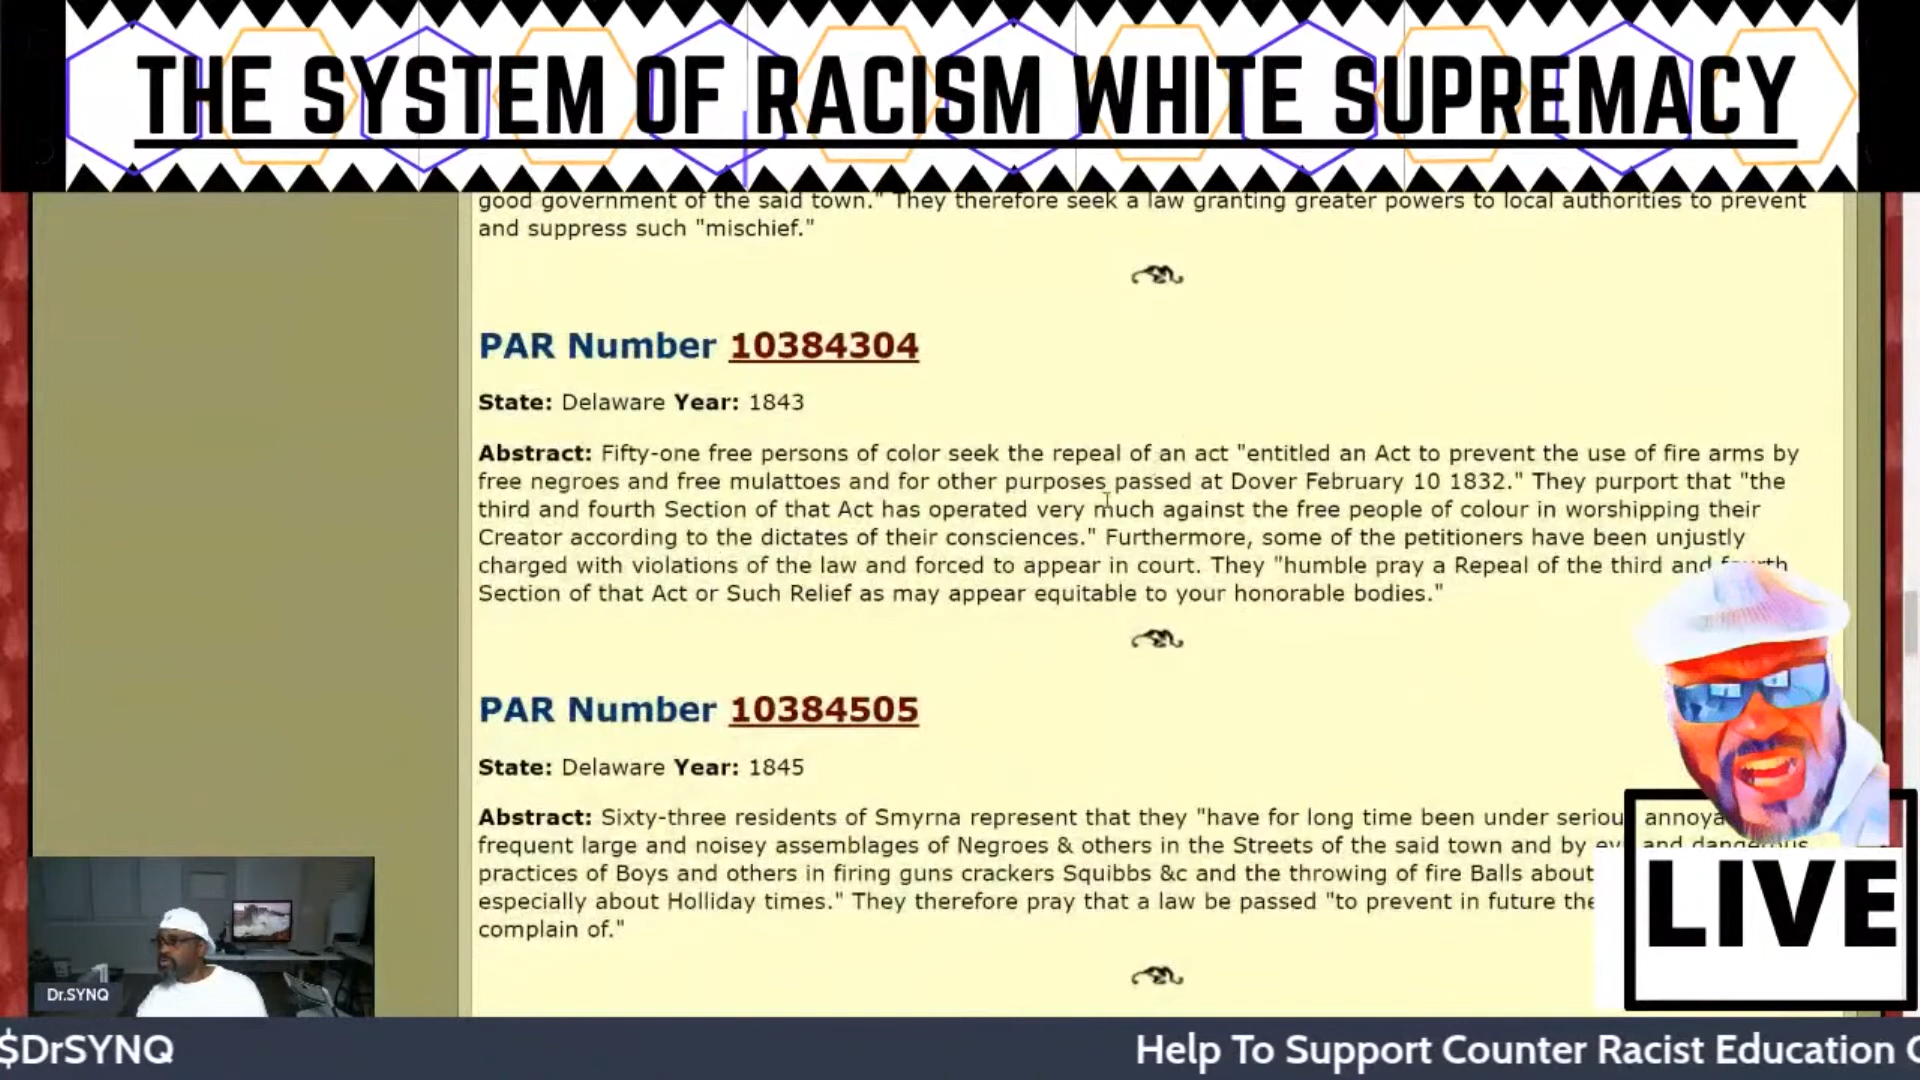 THE SYSTEM OF RACISM WHITE SUPREMACY
good government of the said town." They therefore seek a law granting greater powers to local authorities to prevent
and suppress such "mischief."
PAR Number 10384304
State: Delaware Year: 1843
Abstract: Fifty-one free persons of color seek the repeal of an act "entitled an Act to prevent the use of fire arms by
free negroes and free mulattoes and for other purposes passed at Dover February 10 1832." They purport that "the
third and fourth Section of that Act has operated very much against the free people of colour in worshipping their
Creator according to the dictates of their consciences." Furthermore, some of the petitioners have been unjustly
charged with violations of the law and forced to appear in court. They "humble pray a Repeal of the third and fourth
Section of that Act or Such Relief as may appear equitable to your honorable bodies."
PAR Number 10384505
State: Delaware Year: 1845
Abstract: Sixty-three residents of Smyrna represent that they "have for long time been under
frequent large and noisey assemblages of Negroes & others in the Streets of the said town and by and
practices of Boys and others in firing guns crackers Squibbs &c and the throwing of fire Balls about
especially about Holliday times." They therefore pray that a law be passed "to prevent in future
complain of."
LIVE
Dr.SYNQ
$DrSYNQ
Help To Support Counter Racist Education